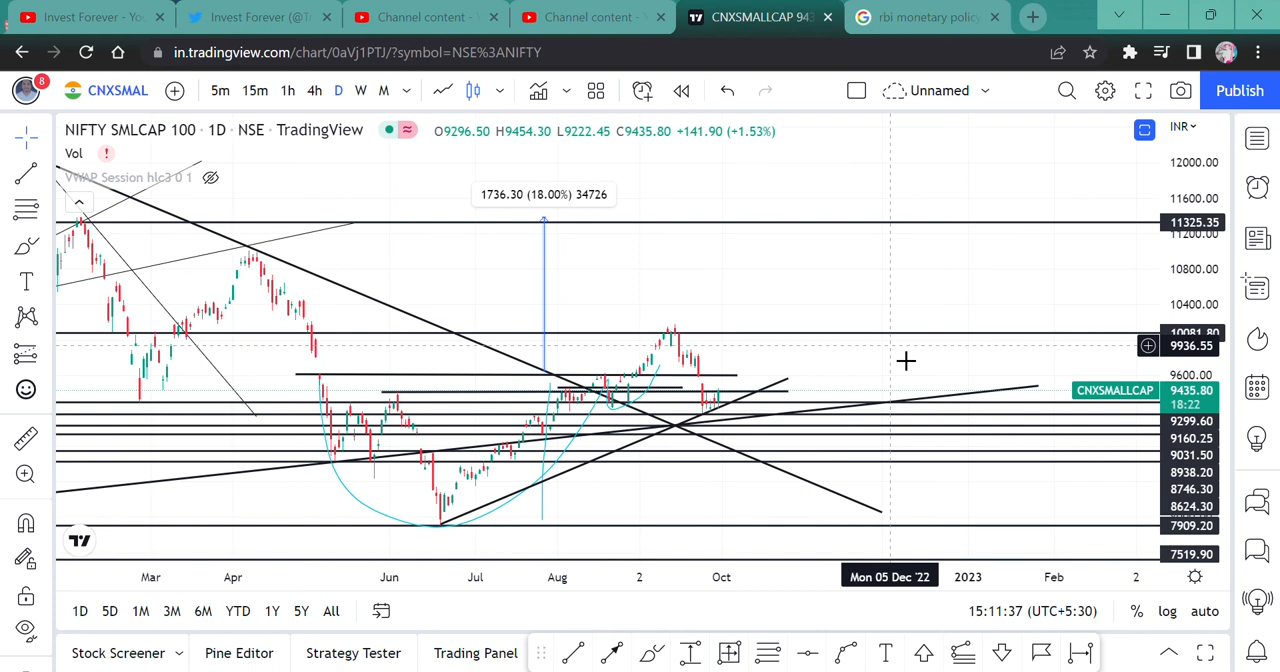 Invest Forever - Yo
Invest Forever (@T
Channel content -
Channel content -
CNXSMALLCAP 943
rbi monetary policy
in.tradingview.com/chart/0aVj1PTJ/?symbol=NSE%3ANIFTY
8
CNXSMAL
5m 15m 1h 4h D W M
Unnamed
Publish
NIFTY SMLCAP 100 · 1D · NSE · TradingView
O9296.50 H9454.30 L9222.45 C9435.80 +141.90 (+1.53%)
INR
Vol
VWAP Session hlc3 0 1
1736.30 (18.00%) 34726
12000.00
11600.00
11325.35
11200.00
10800.00
10400.00
10081.80
9936.55
9600.00
CNXSMALLCAP 9435.80
18:22
9299.60
9160.25
9031.50
8938.20
8746.30
8624.30
7909.20
7519.90
Mar Apr Jun Jul Aug 2 Oct Mon 05 Dec '22 2023 Feb 2
1D 5D 1M 3M 6M YTD 1Y 5Y All
15:11:37 (UTC+5:30) % log auto
Stock Screener Pine Editor Strategy Tester Trading Panel